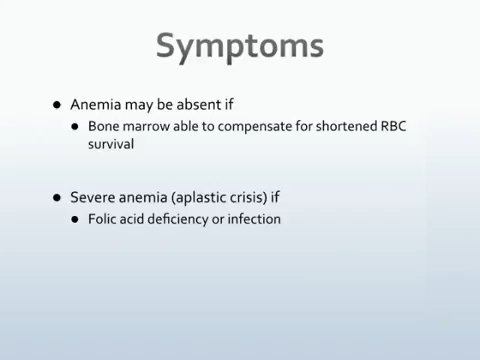 Symptoms
● Anemia may be absent if
● Bone marrow able to compensate for shortened RBC
survival
● Severe anemia (aplastic crisis) if
● Folic acid deficiency or infection